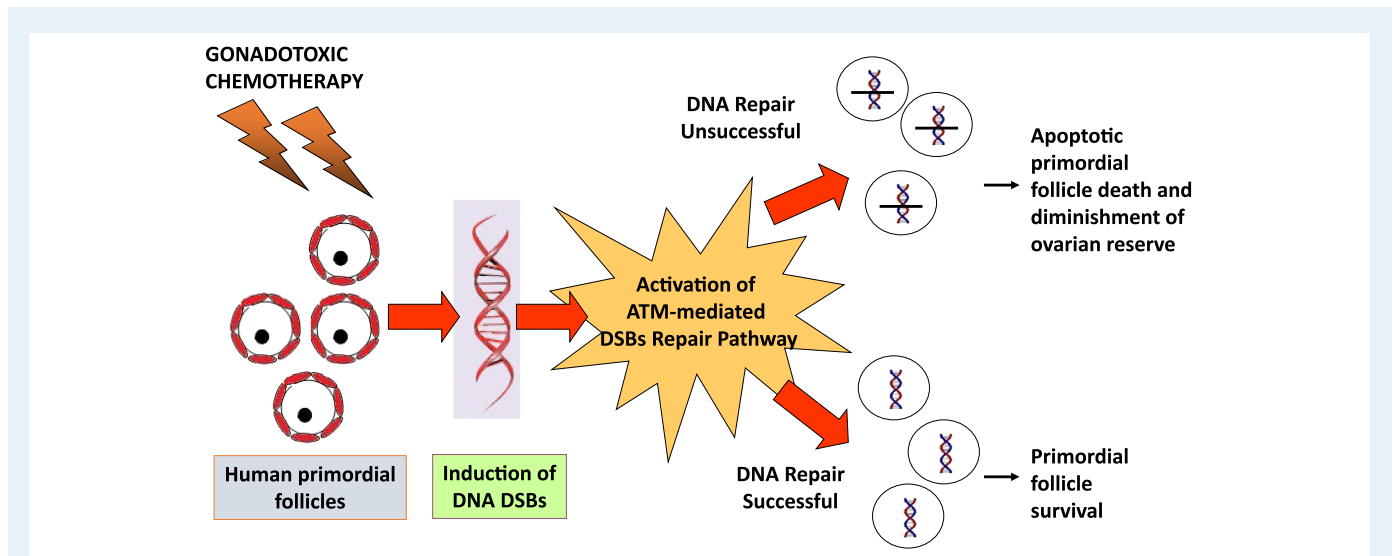 GONADOTOXIC
CHEMOTHERAPY
Human primordial
follicles
Induction of
DNA DSBs
Activation of
ATM-mediated
DSBs Repair Pathway
DNA Repair
Unsuccessful
Apoptotic
primordial
follicle death and
diminishment of
ovarian reserve
DNA Repair
Successful
Primordial
follicle
survival